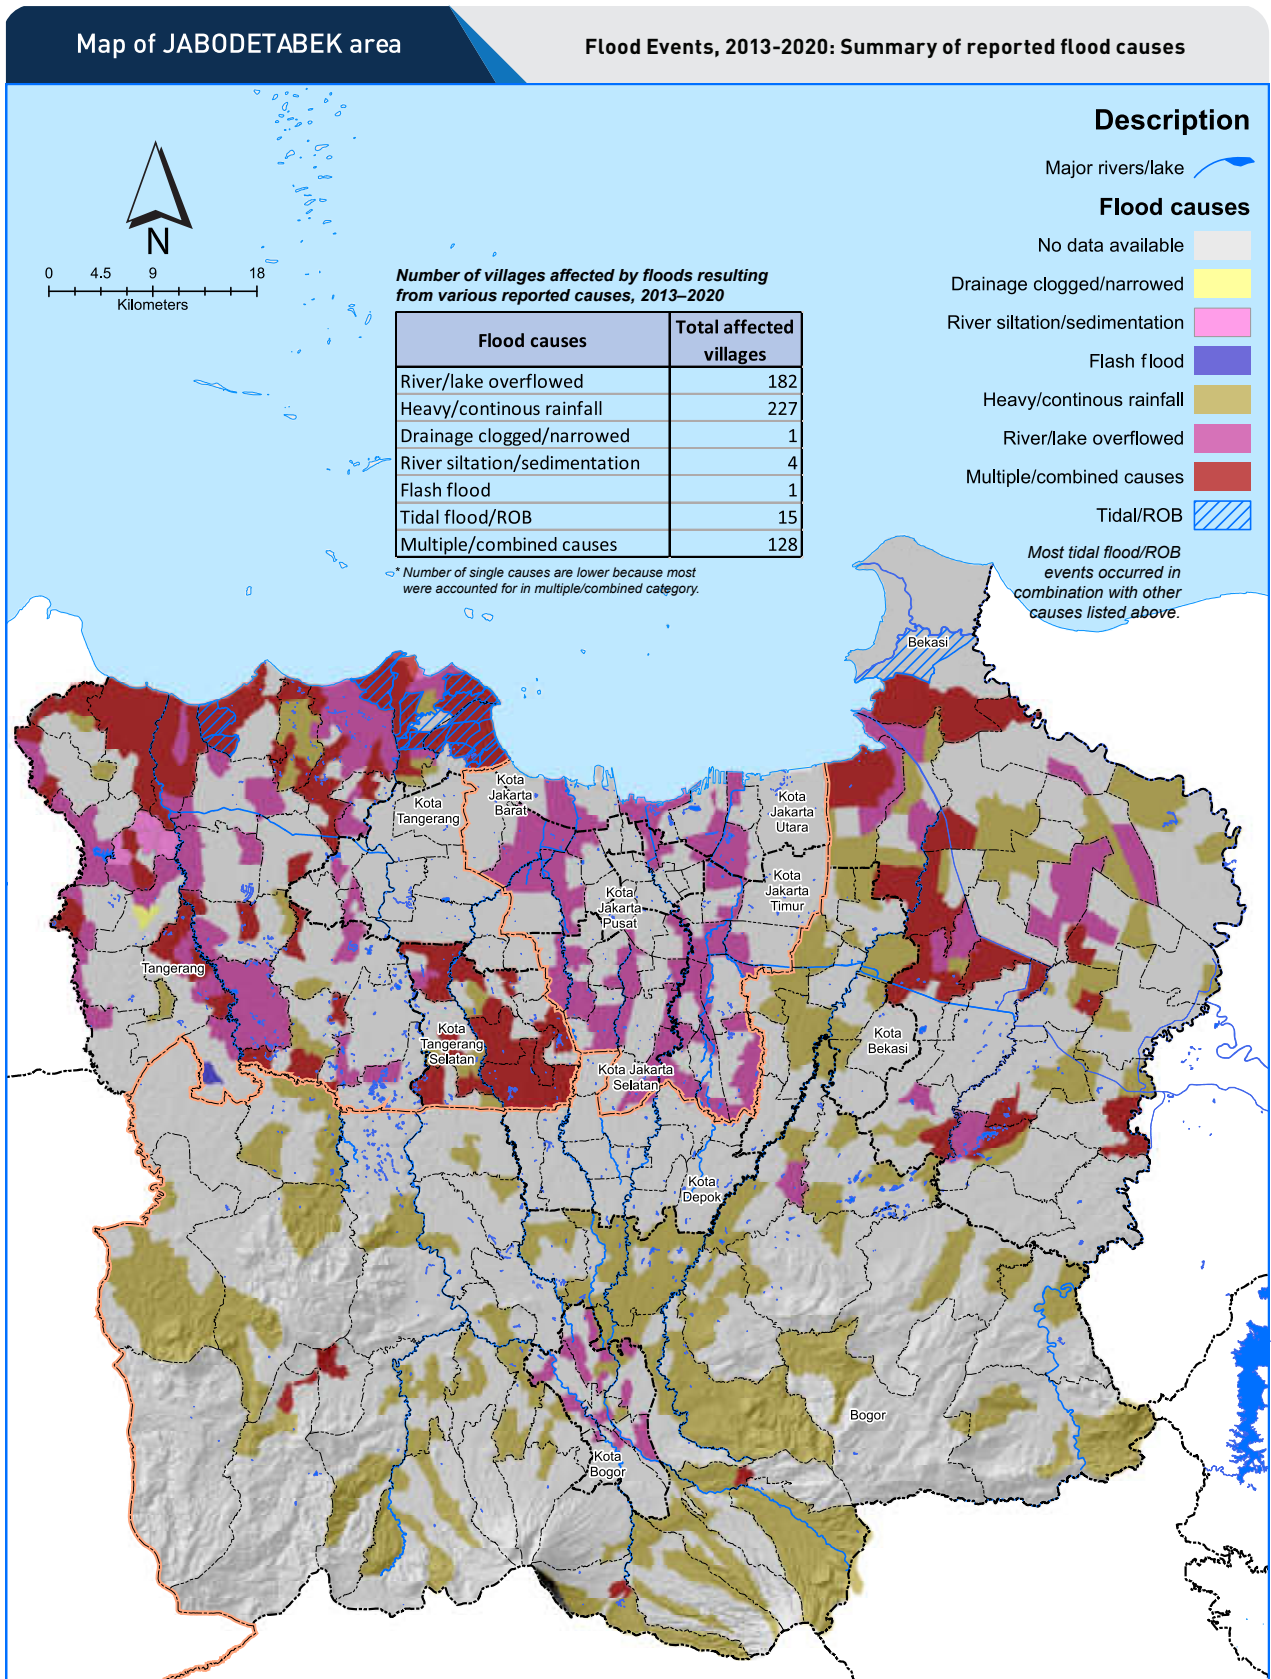 Map of JABODETABEK area
Flood Events, 2013-2020: Summary of reported flood causes
Description
Major rivers/lake
Flood causes
No data available
Drainage clogged/narrowed
River siltation/sedimentation
Flash flood
Heavy/continous rainfall
River/lake overflowed
Multiple/combined causes
Tidal/ROB
Most tidal flood/ROB
events occurred in
combination with other
causes listed above.
N
0 4.5 9 18
Kilometers
Number of villages affected by floods resulting
from various reported causes, 2013–2020
Flood causes
Total affected
villages
River/lake overflowed 182
Heavy/continous rainfall 227
Drainage clogged/narrowed 1
River siltation/sedimentation 4
Flash flood 1
Tidal flood/ROB 15
Multiple/combined causes 128
* Number of single causes are lower because most
were accounted for in multiple/combined category.
Bekasi
Kota
Jakarta
Barat
Kota
Tangerang
Kota
Jakarta
Utara
Kota
Jakarta
Timur
Kota
Jakarta
Pusat
Tangerang
Kota
Tangerang
Selatan
Kota
Bekasi
Kota Jakarta
Selatan
Kota
Depok
Bogor
Kota
Bogor